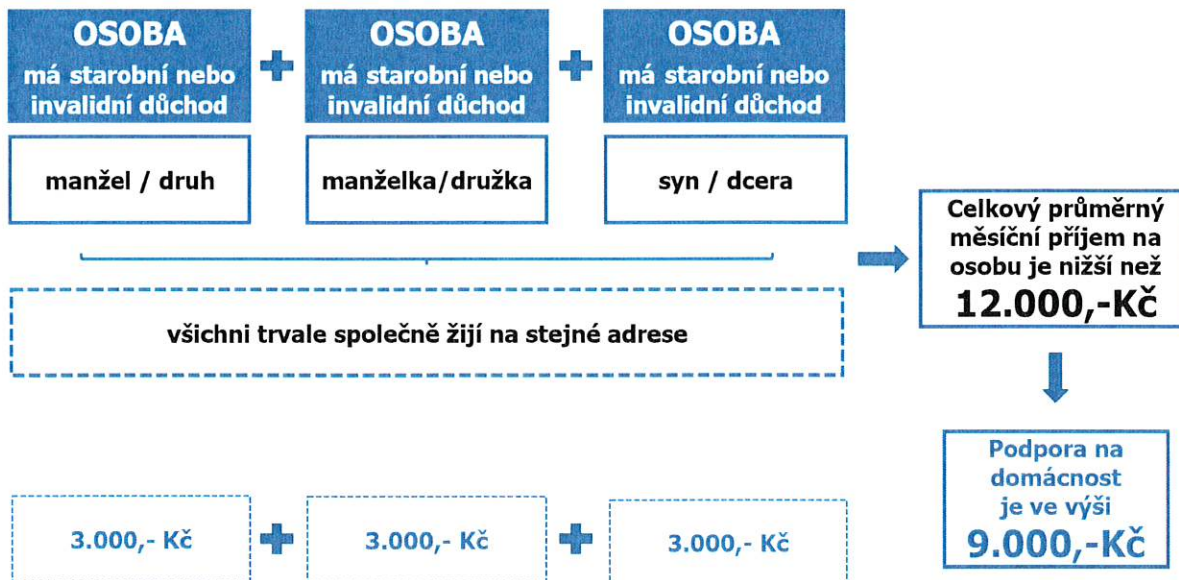 OSOBA
má starobní nebo
invalidní důchod
+
OSOBA
má starobní nebo
invalidní důchod
+
OSOBA
má starobní nebo
invalidní důchod
manžel / druh
manželka/družka
syn / dcera
všichni trvale společně žijí na stejné adrese
Celkový průměrný
měsíční příjem na
osobu je nižší než
12.000,-Kč
3.000,- Kč
+
3.000,- Kč
+
3.000,- Kč
Podpora na
domácnost
je ve výši
9.000,-Kč